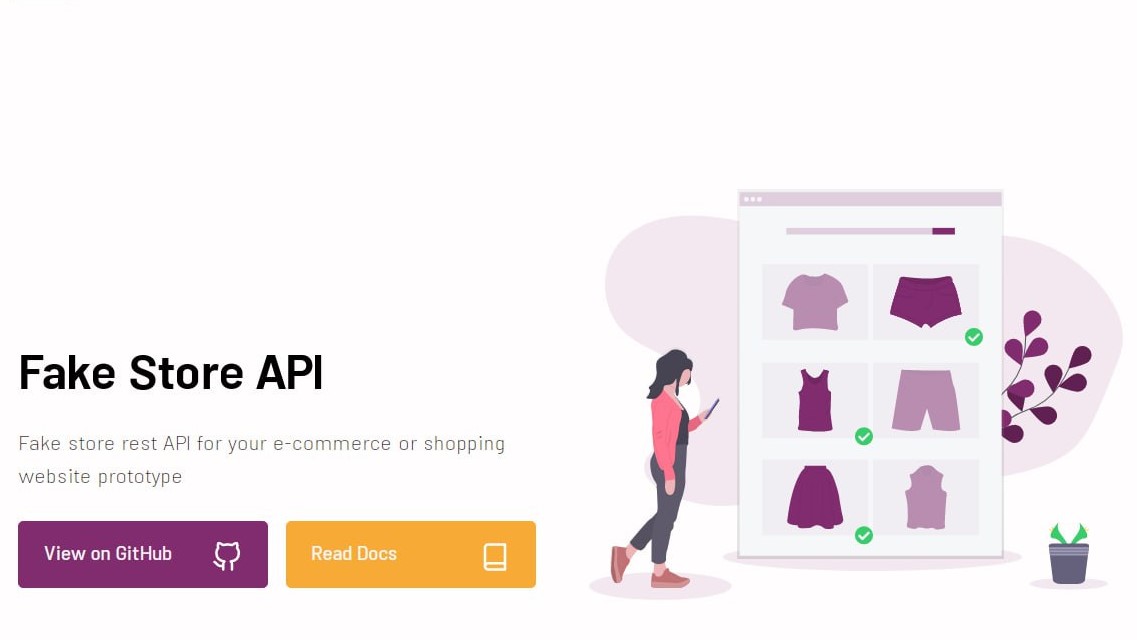 Fake Store API
Fake store rest API for your e-commerce or shopping
website prototype
View on GitHub
Read Docs